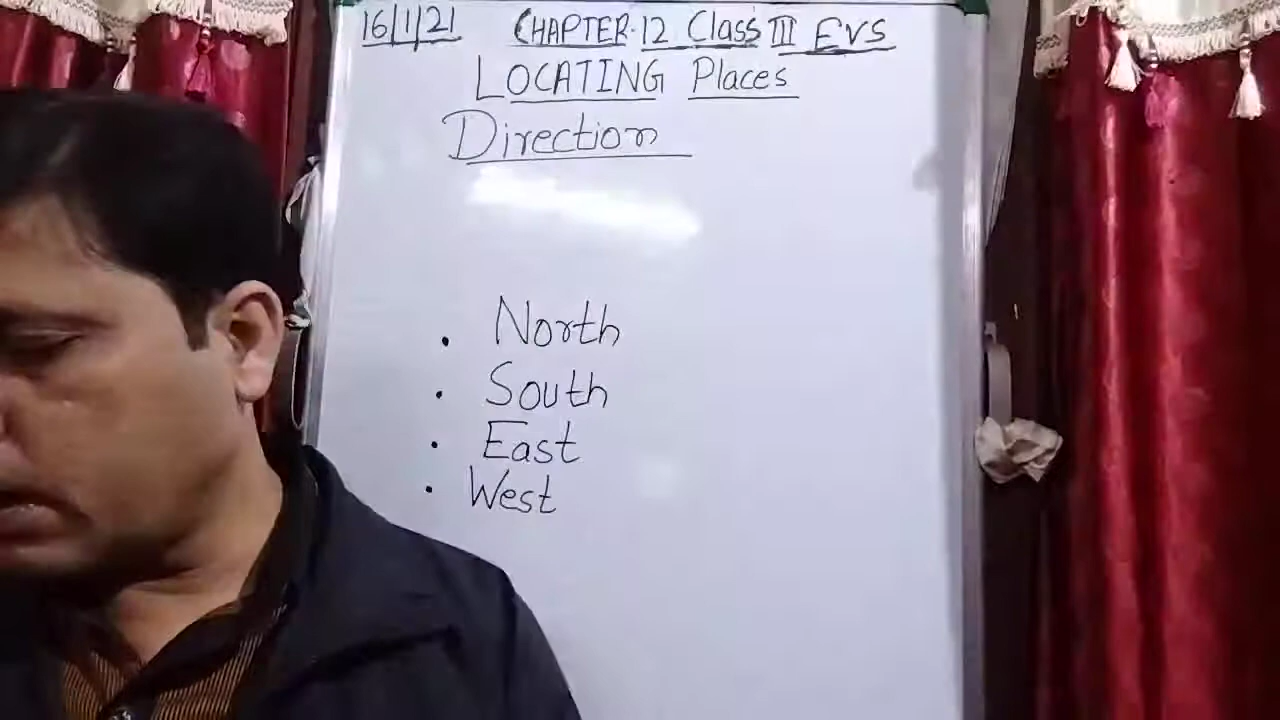 16/1/21 CHAPTER.12 Class III EVS
LOCATING Places
Direction
. North
. South
. East
. West